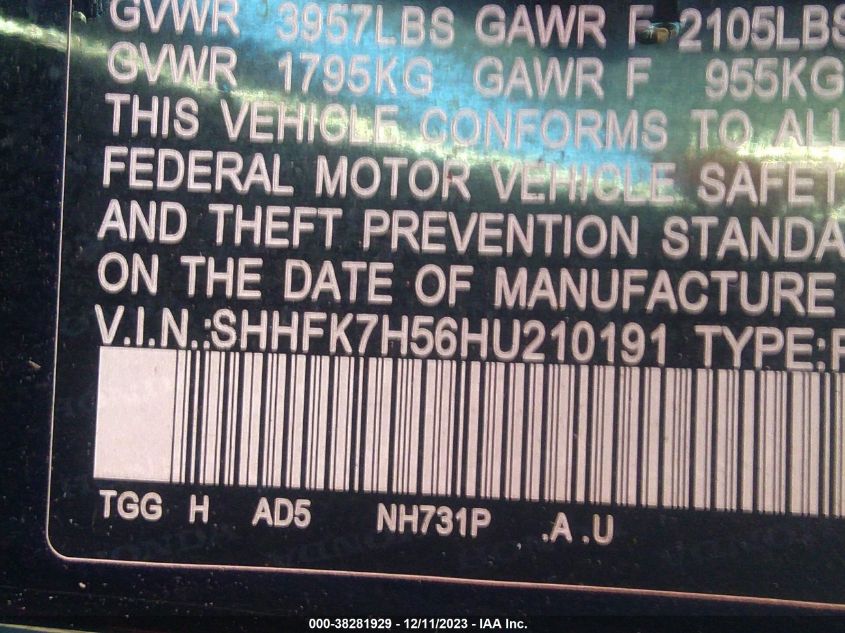 GVWR 3957LBS GAWR F 2105LBS
GVWR 1795KG GAWR F 955KG
THIS VEHICLE CONFORMS TO ALL
FEDERAL MOTOR VEHICLE SAFET
AND THEFT PREVENTION STANDA
ON THE DATE OF MANUFACTURE
V.I.N.:SHHFK7H56HU210191 TYPE:P
TGG H AD5 NH731P .A .U
000-38281929 - 12/11/2023 - IAA Inc.